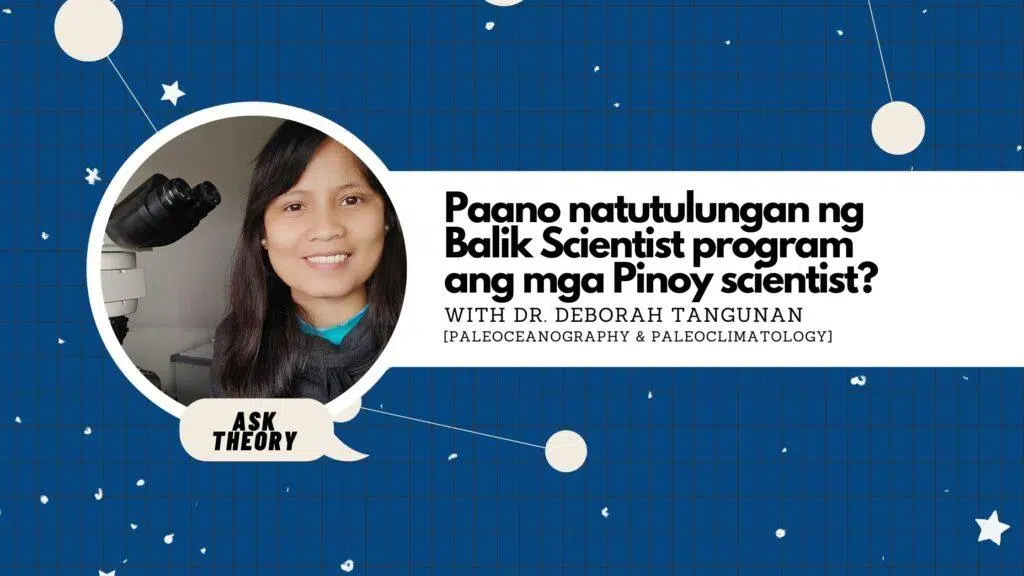 Paano natutulungan ng
Balik Scientist program
ang mga Pinoy scientist?
WITH DR. DEBORAH TANGUNAN
[PALEOCEANOGRAPHY & PALEOCLIMATOLOGY]
ASK
THEORY